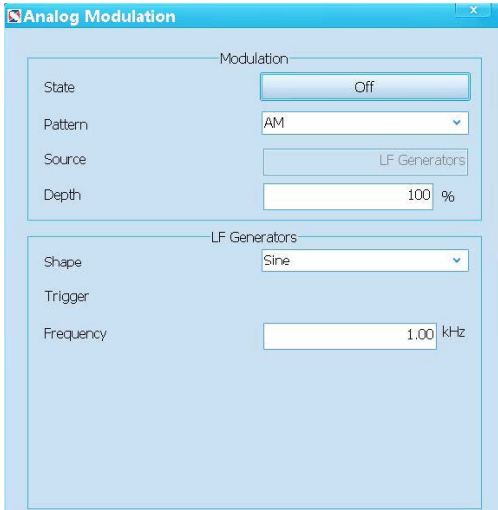 Analog Modulation
Modulation
State Off
Pattern AM
Source LF Generators
Depth 100 %
LF Generators
Shape Sine
Trigger
Frequency 1.00 kHz